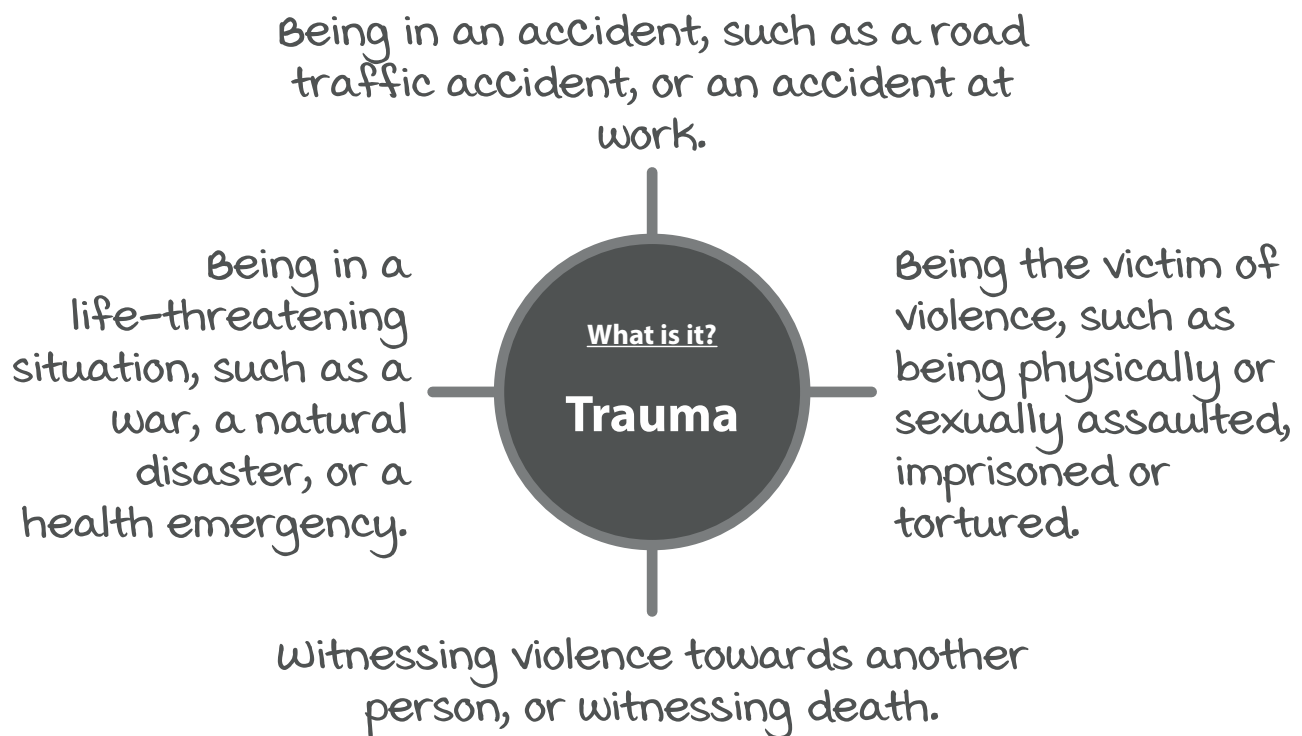 Being in an accident, such as a road
traffic accident, or an accident at
work.
Being in a
life-threatening
situation, such as a
war, a natural
disaster, or a
health emergency.
What is it?
Trauma
Being the victim of
violence, such as
being physically or
sexually assaulted,
imprisoned or
tortured.
Witnessing violence towards another
person, or witnessing death.